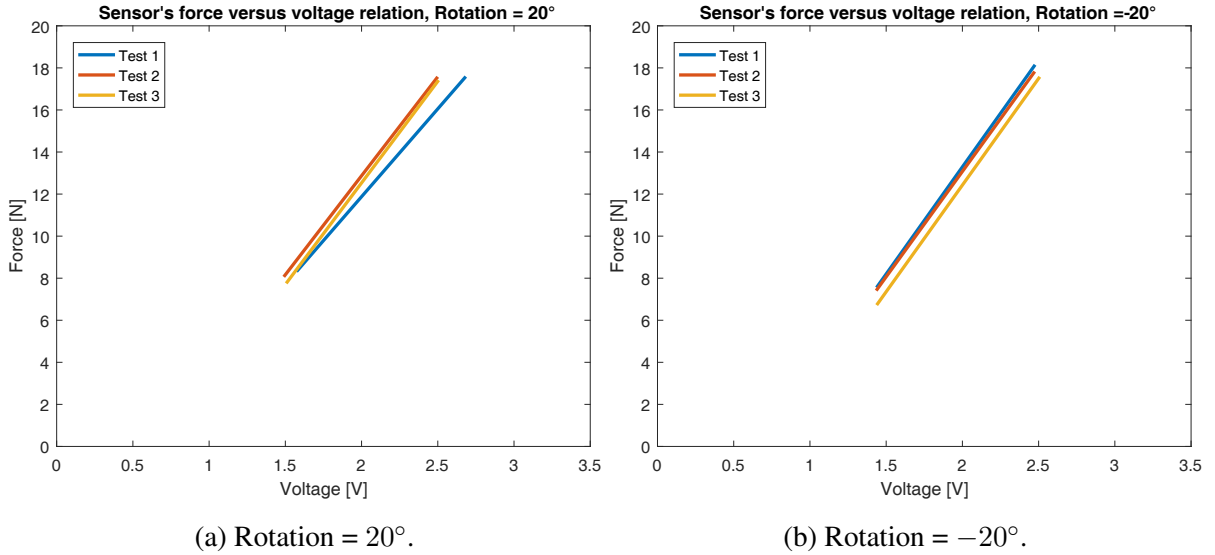 Sensor's force versus voltage relation, Rotation = 20°
20
18
16
14
12
10
8
6
4
2
0
Force [N]
Test 1
Test 2
Test 3
0 0.5 1 1.5 2 2.5 3 3.5
Voltage [V]
(a) Rotation = 20°.
Sensor's force versus voltage relation, Rotation =-20°
20
18
16
14
12
10
8
6
4
2
0
Force [N]
Test 1
Test 2
Test 3
0 0.5 1 1.5 2 2.5 3 3.5
Voltage [V]
(b) Rotation = −20°.